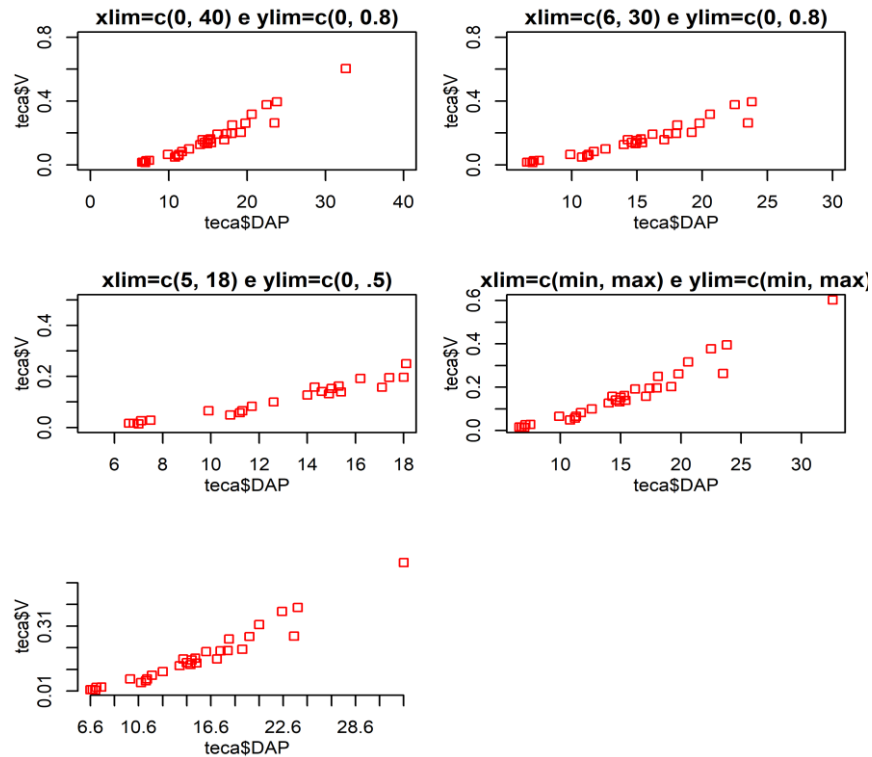 xlim=c(0, 40) e ylim=c(0, 0.8)
teca$V
0.8
0.4
0.0
0 10 20 30 40
teca$DAP
xlim=c(6, 30) e ylim=c(0, 0.8)
teca$V
0.8
0.4
0.0
10 15 20 25 30
teca$DAP
xlim=c(5, 18) e ylim=c(0, .5)
teca$V
0.4
0.2
0.0
6 8 10 12 14 16 18
teca$DAP
xlim=c(min, max) e ylim=c(min, max)
teca$V
0.6
0.4
0.2
0.0
10 15 20 25 30
teca$DAP
teca$V
0.31
0.01
6.6 10.6 16.6 22.6 28.6
teca$DAP